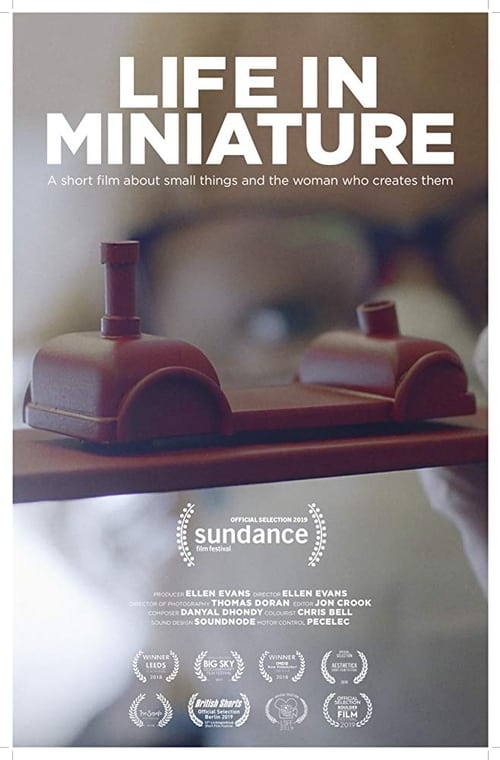 LIFE IN
MINIATURE
A short film about small things and the woman who creates them
OFFICIAL SELECTION 2019
sundance
film festival
PRODUCER ELLEN EVANS DIRECTOR ELLEN EVANS
DIRECTOR OF PHOTOGRAPHY THOMAS DORAN EDITOR JON CROOK
COMPOSER DANYAL DHONDY COLOURIST CHRIS BELL
SOUND DESIGN SOUNDNODE MOTOR CONTROL PECELEC
WINNER
LEEDS
2018
BIG SKY
WINNER
2018
OFFICIAL
SELECTION
AESTHETICA
British Shorts
Official Selection
Berlin 2019
LIFF
2019
OFFICIAL
SELECTION
BOULDER
FILM
2019